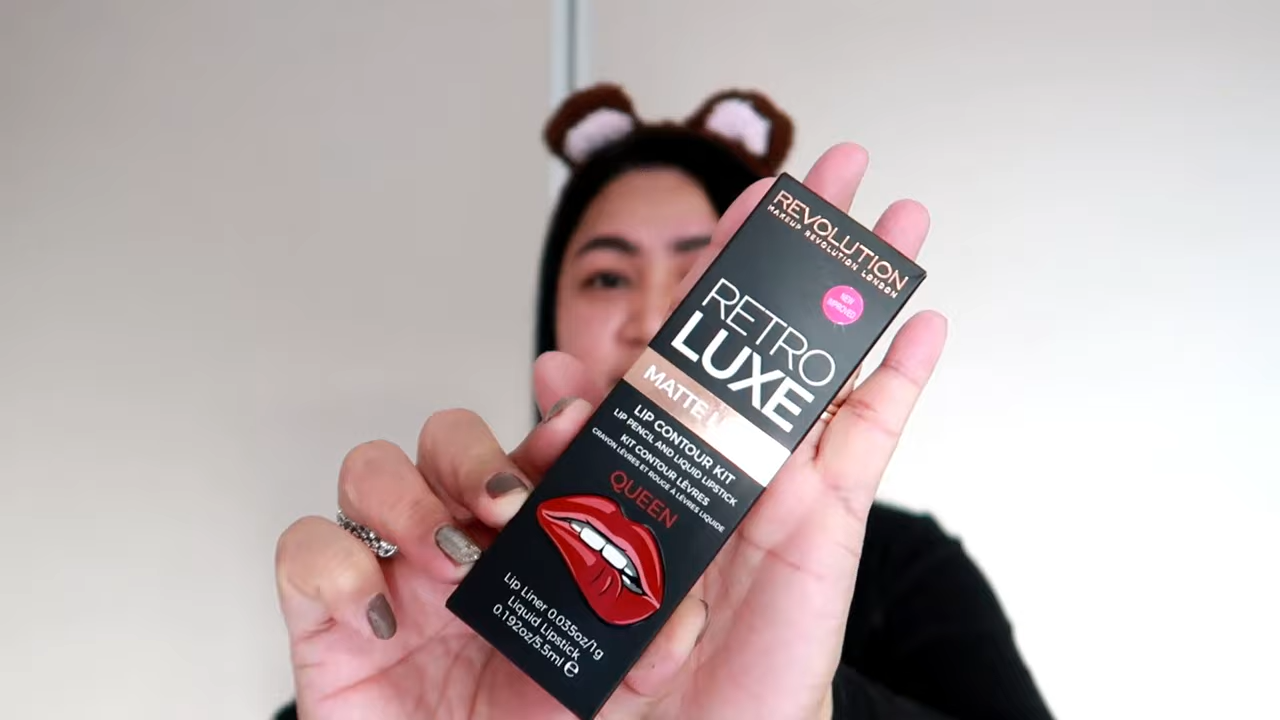 REVOLUTION
MAKEUP REVOLUTION LONDON
NEW
IMPROVED
RETRO
LUXE
MATTE
LIP CONTOUR KIT
LIP PENCIL AND LIQUID LIPSTICK
KIT CONTOUR LÈVRES
CRAYON LÈVRES ET ROUGE À LÈVRES LIQUIDE
QUEEN
Lip Liner 0.035oz/1g
Liquid Lipstick
0.192oz/5.5ml ℮